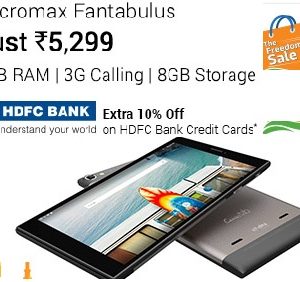 cromax Fantabulus
ust ₹5,299
B RAM | 3G Calling | 8GB Storage
The
Freedom
Sale
HDFC BANK
nderstand your world
Extra 10% Off
on HDFC Bank Credit Cards*